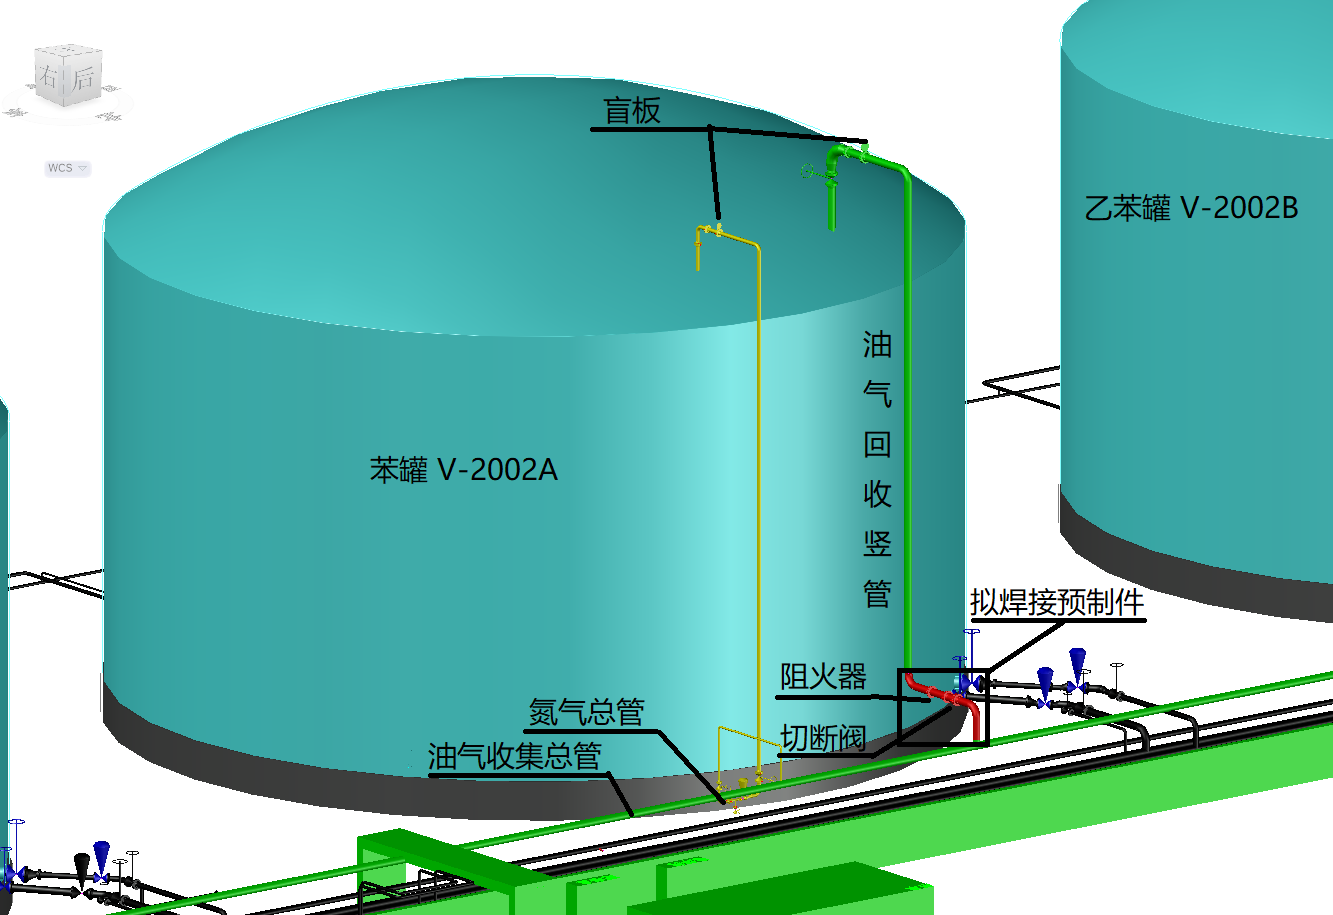 右
后
WCS
盲板
乙苯罐 V-2002B
苯罐 V-2002A
油气回收竖管
拟焊接预制件
阻火器
氮气总管
切断阀
油气收集总管